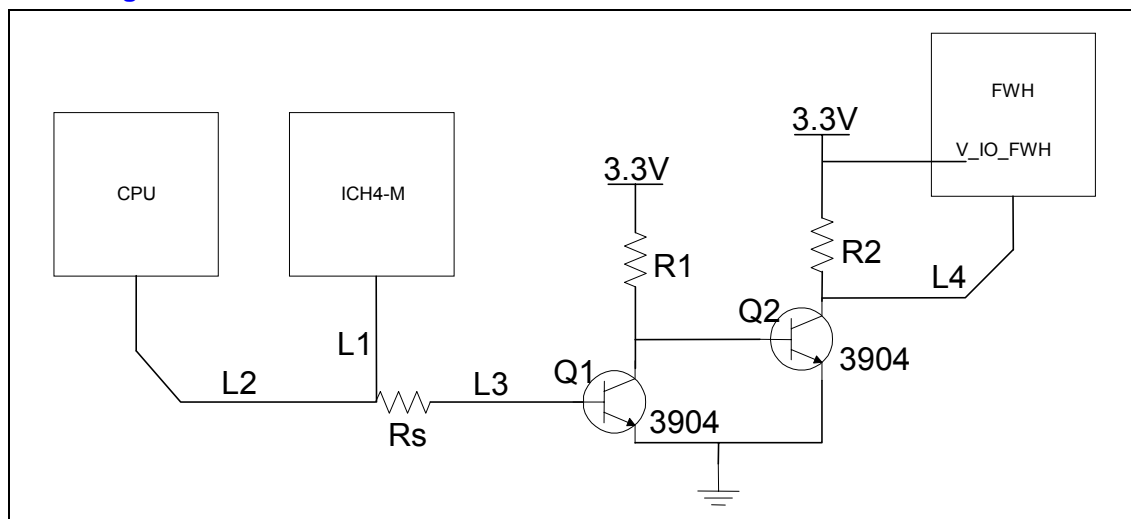 FWH
3.3V
V_IO_FWH
CPU
ICH4-M
3.3V
R1
R2
L4
Q2
L1
3904
L2
L3
Q1
Rs
3904